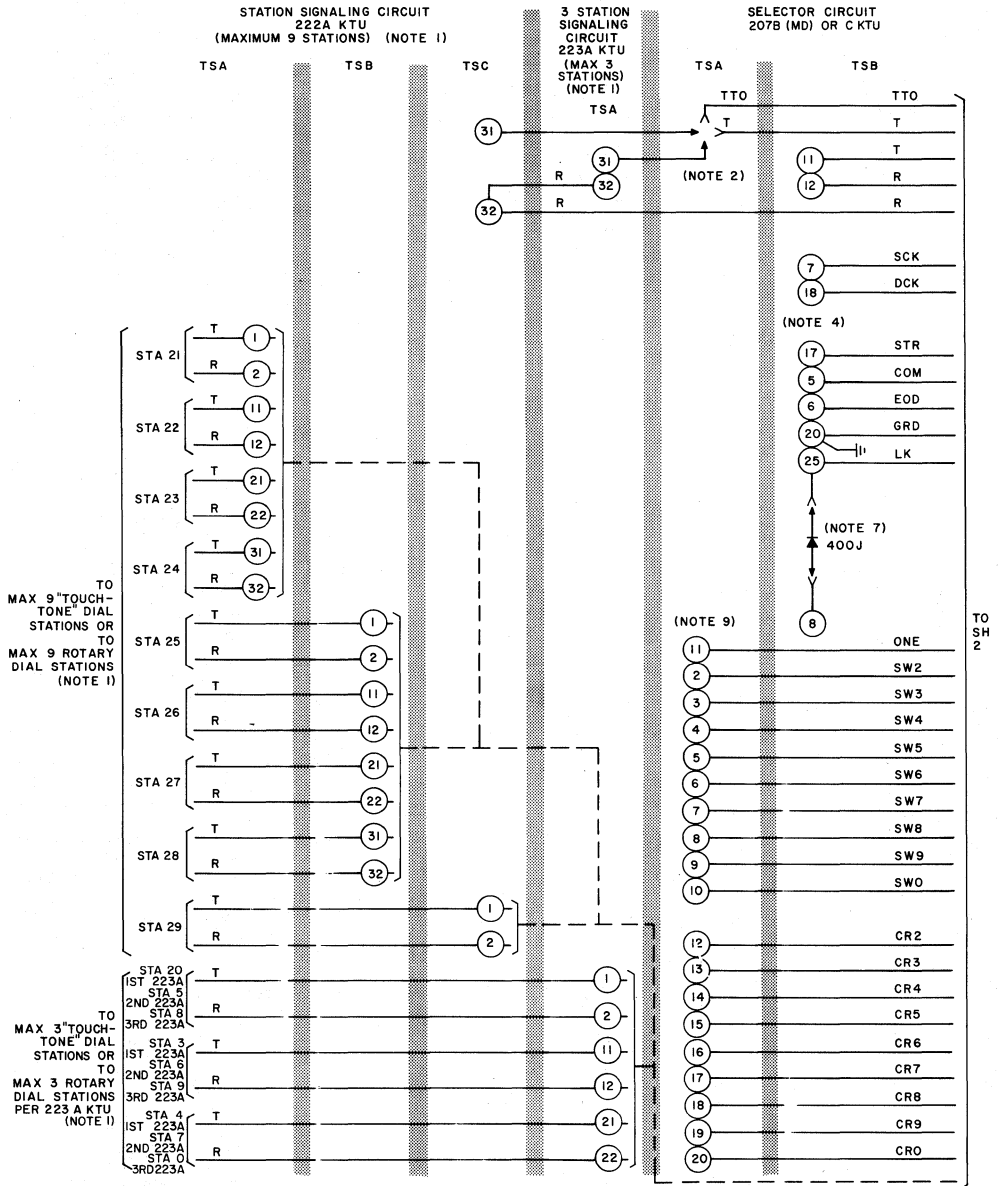 STATION SIGNALING CIRCUIT
222A KTU
(MAXIMUM 9 STATIONS) (NOTE 1)
TSA
TSB
TSC
3 STATION
SIGNALING
CIRCUIT
223A KTU
(MAX 3
STATIONS)
(NOTE 1)
TSA
SELECTOR CIRCUIT
207B (MD) OR C KTU
TSA
TSB
TTO
TTO
31
T
T
31
(NOTE 2)
11
T
R
32
12
R
32
R
R
7
SCK
18
DCK
(NOTE 4)
17
STR
5
COM
6
EOD
20
GRD
25
LK
(NOTE 7)
400J
8
TO
MAX 9 "TOUCH-
TONE" DIAL
STATIONS OR
TO
MAX 9 ROTARY
DIAL STATIONS
(NOTE 1)
STA 21
T
1
R
2
STA 22
T
11
R
12
STA 23
T
21
R
22
STA 24
T
31
R
32
STA 25
T
1
R
2
STA 26
T
11
R
12
STA 27
T
21
R
22
STA 28
T
31
R
32
STA 29
T
1
R
2
TO
MAX 3 "TOUCH-
TONE" DIAL
STATIONS OR
TO
MAX 3 ROTARY
DIAL STATIONS
PER 223 A KTU
(NOTE 1)
STA 20
1ST 223A
STA 5
2ND 223A
STA 8
3RD 223A
T
1
R
2
STA 3
1ST 223A
STA 6
2ND 223A
STA 9
3RD 223A
T
11
R
12
STA 4
1ST 223A
STA 7
2ND 223A
STA 0
3RD 223A
T
21
R
22
(NOTE 9)
11
ONE
2
SW2
3
SW3
4
SW4
5
SW5
6
SW6
7
SW7
8
SW8
9
SW9
10
SW0
12
CR2
13
CR3
14
CR4
15
CR5
16
CR6
17
CR7
18
CR8
19
CR9
20
CR0
TO
SH
2